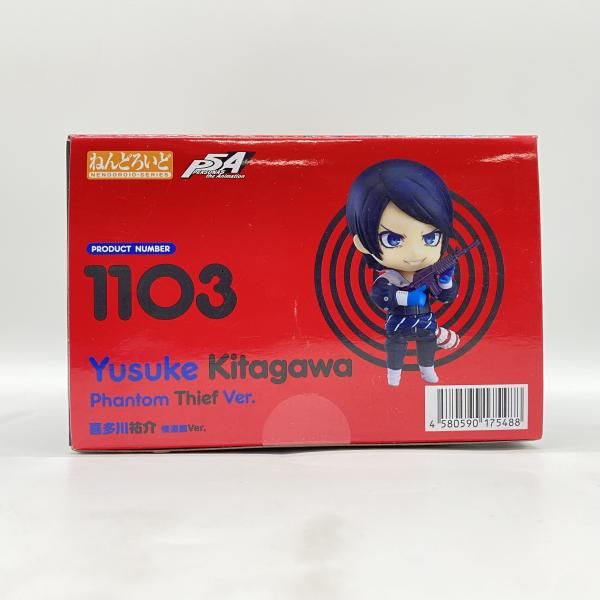 ねんどろいど
NENDOROID-SERIES
P5A
PERSONA5
the Animation
PRODUCT NUMBER
1103
Yusuke Kitagawa
Phantom Thief Ver.
喜多川祐介 怪盗服Ver.
4 580590 175488